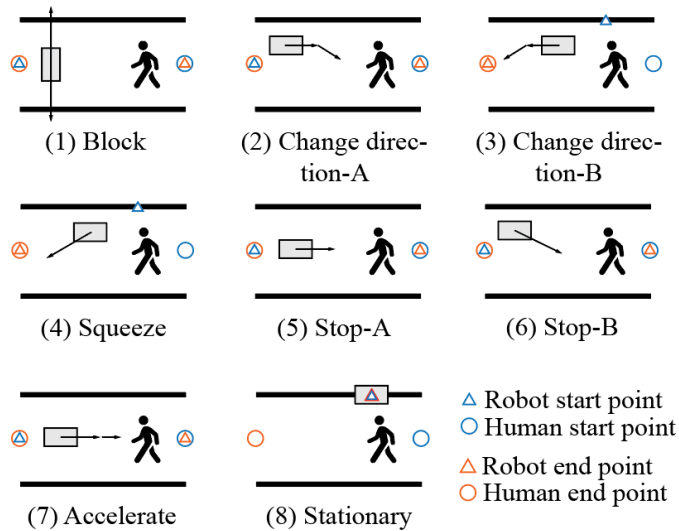 (1) Block
(2) Change direc-
tion-A
(3) Change direc-
tion-B
(4) Squeeze
(5) Stop-A
(6) Stop-B
(7) Accelerate
(8) Stationary
Robot start point
Human start point
Robot end point
Human end point